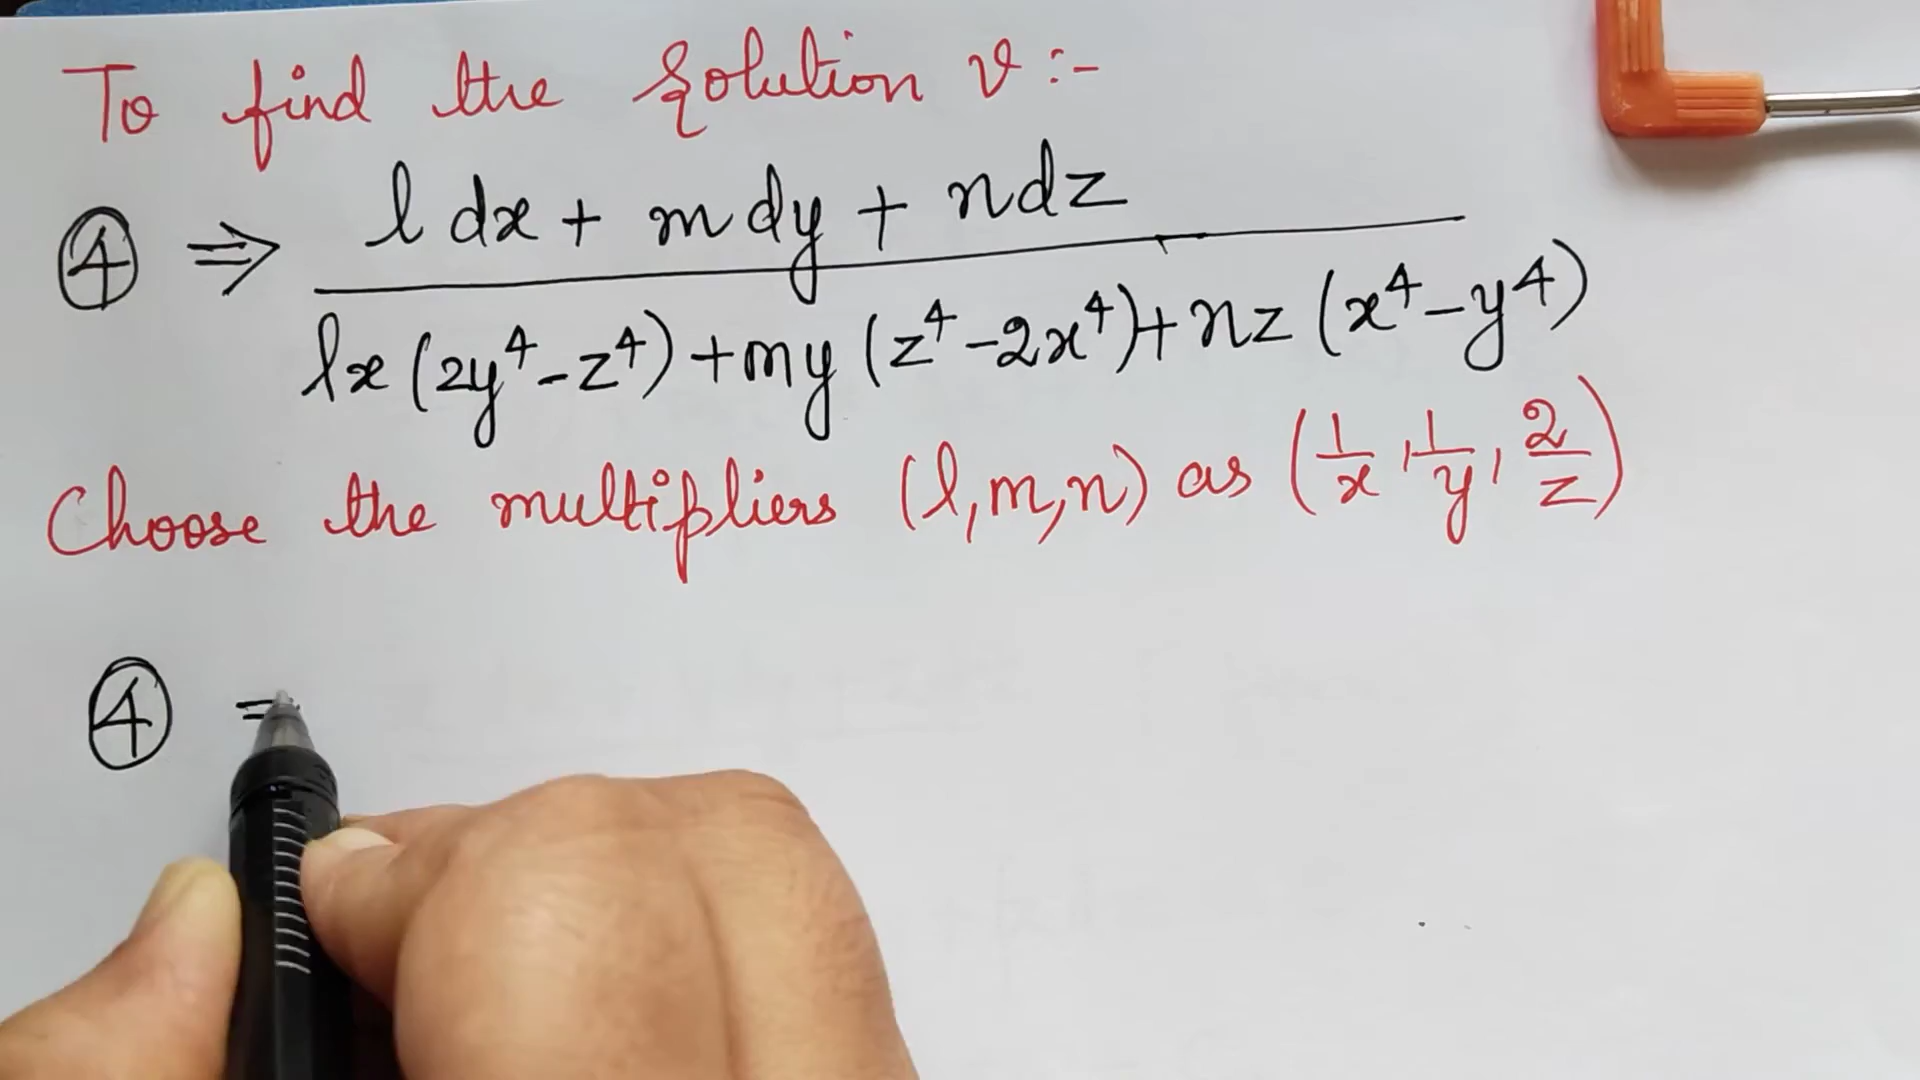 To find the solution v :-
④ ⇒ l dx + m dy + n dz
lx (2y⁴ - z⁴) + my (z⁴ - 2x⁴) + nz (x⁴ - y⁴)
Choose the multipliers (l, m, n) as (1/x, 1/y, 2/z)
④ =